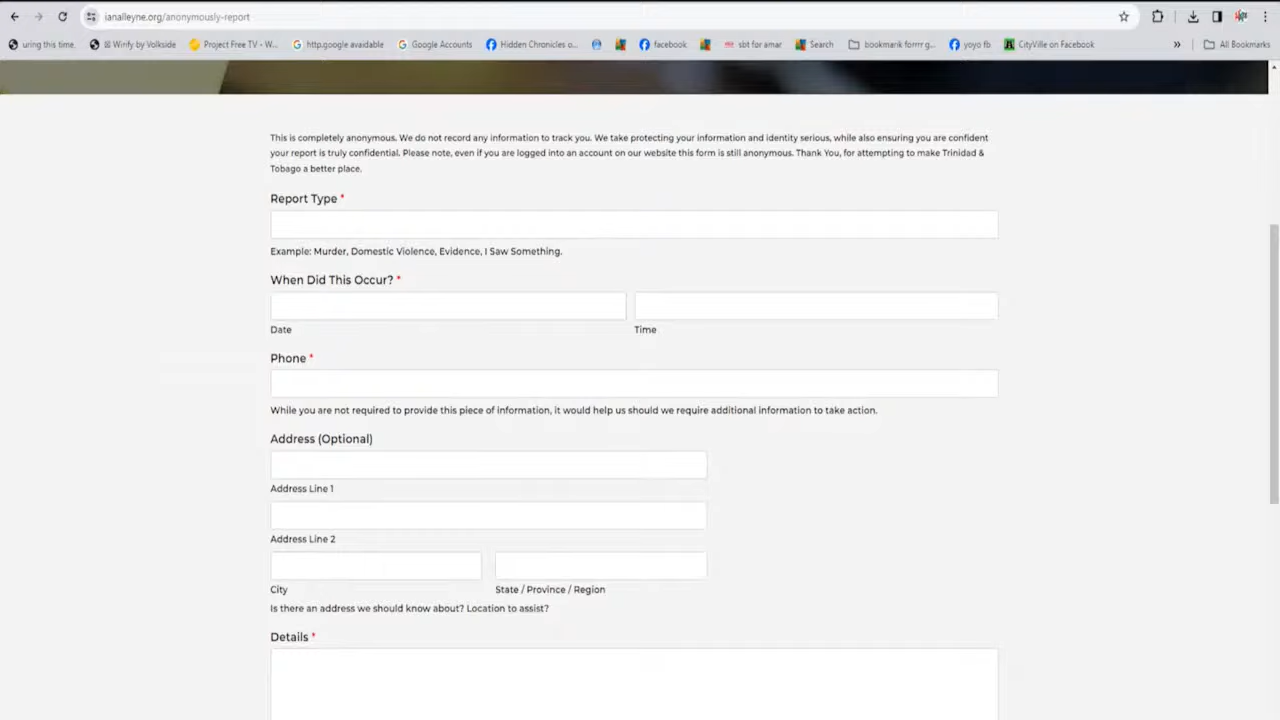 ianalleyne.org/anonymously-report
uring this time.
Wirify by Volkside
Project Free TV - W...
http.google avaidable
Google Accounts
Hidden Chronicles o...
facebook
sbt for amar
Search
bookmark forrrr g...
yoyo fb
CityVille on Facebook
»
All Bookmarks
This is completely anonymous. We do not record any information to track you. We take protecting your information and identity serious, while also ensuring you are confident
your report is truly confidential. Please note, even if you are logged into an account on our website this form is still anonymous. Thank You, for attempting to make Trinidad &
Tobago a better place.
Report Type *
Example: Murder, Domestic Violence, Evidence, I Saw Something.
When Did This Occur? *
Date
Time
Phone *
While you are not required to provide this piece of information, it would help us should we require additional information to take action.
Address (Optional)
Address Line 1
Address Line 2
City
State / Province / Region
Is there an address we should know about? Location to assist?
Details *